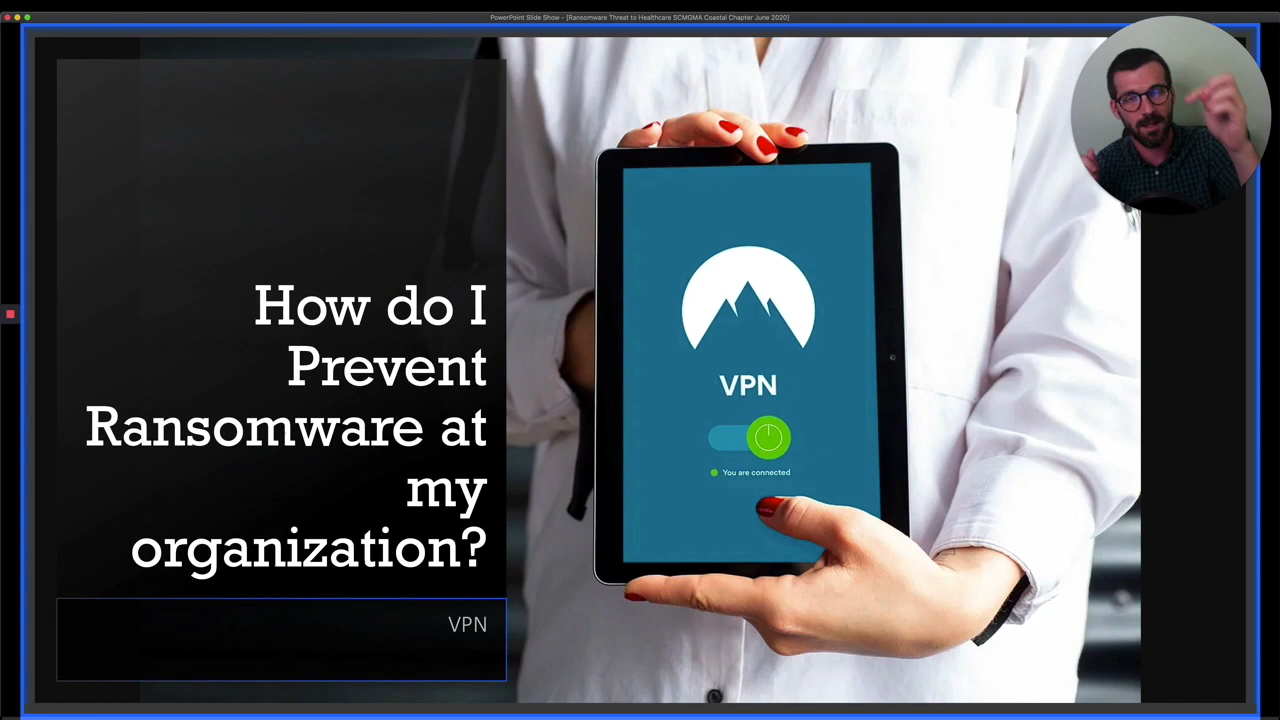 PowerPoint Slide Show - [Ransomware Threat to Healthcare SCMGMA Coastal Chapter June 2020]
How do I
Prevent
Ransomware at
my
organization?
VPN
VPN
You are connected